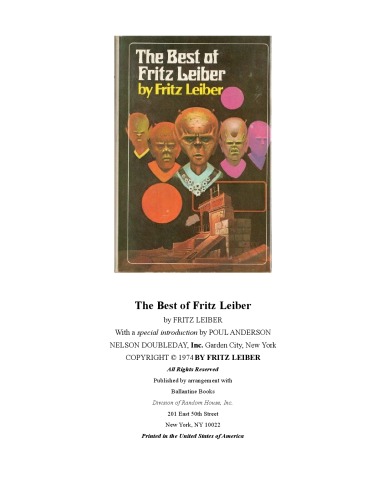 The Best of
Fritz Leiber
by Fritz Leiber
The Best of Fritz Leiber
by FRITZ LEIBER
With a special introduction by POUL ANDERSON
NELSON DOUBLEDAY, Inc. Garden City, New York
COPYRIGHT © 1974 BY FRITZ LEIBER
All Rights Reserved
Published by arrangement with
Ballantine Books
Division of Random House, Inc.
201 East 50th Street
New York, NY 10022
Printed in the United States of America